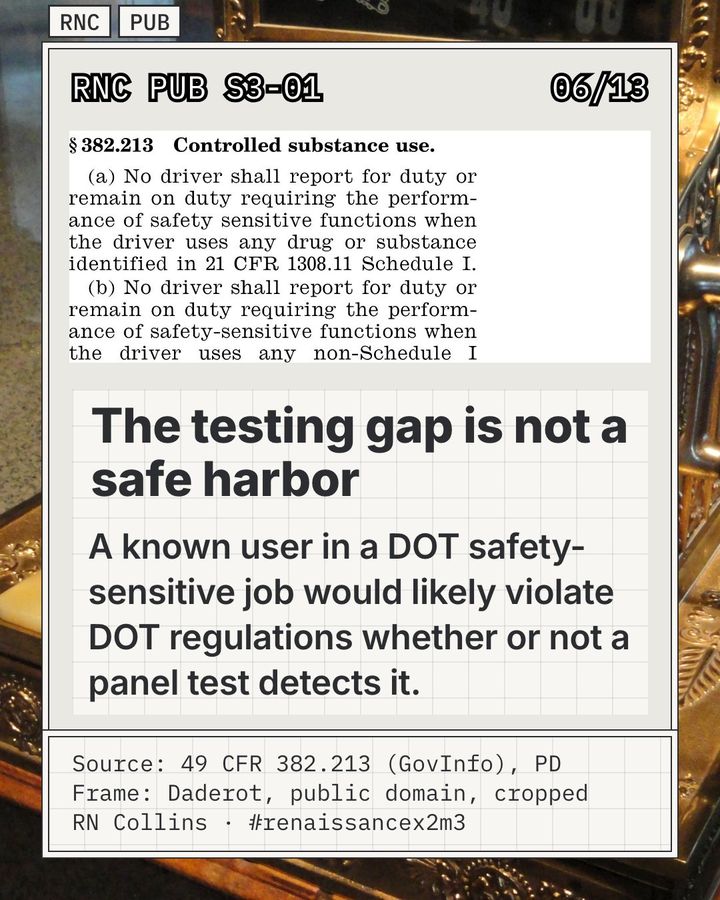 RNC PUB
RNC PUB S3-01 06/13
§ 382.213 Controlled substance use.
(a) No driver shall report for duty or
remain on duty requiring the perform-
ance of safety sensitive functions when
the driver uses any drug or substance
identified in 21 CFR 1308.11 Schedule I.
(b) No driver shall report for duty or
remain on duty requiring the perform-
ance of safety-sensitive functions when
the driver uses any non-Schedule I
The testing gap is not a
safe harbor
A known user in a DOT safety-
sensitive job would likely violate
DOT regulations whether or not a
panel test detects it.
Source: 49 CFR 382.213 (GovInfo), PD
Frame: Daderot, public domain, cropped
RN Collins · #renaissancex2m3